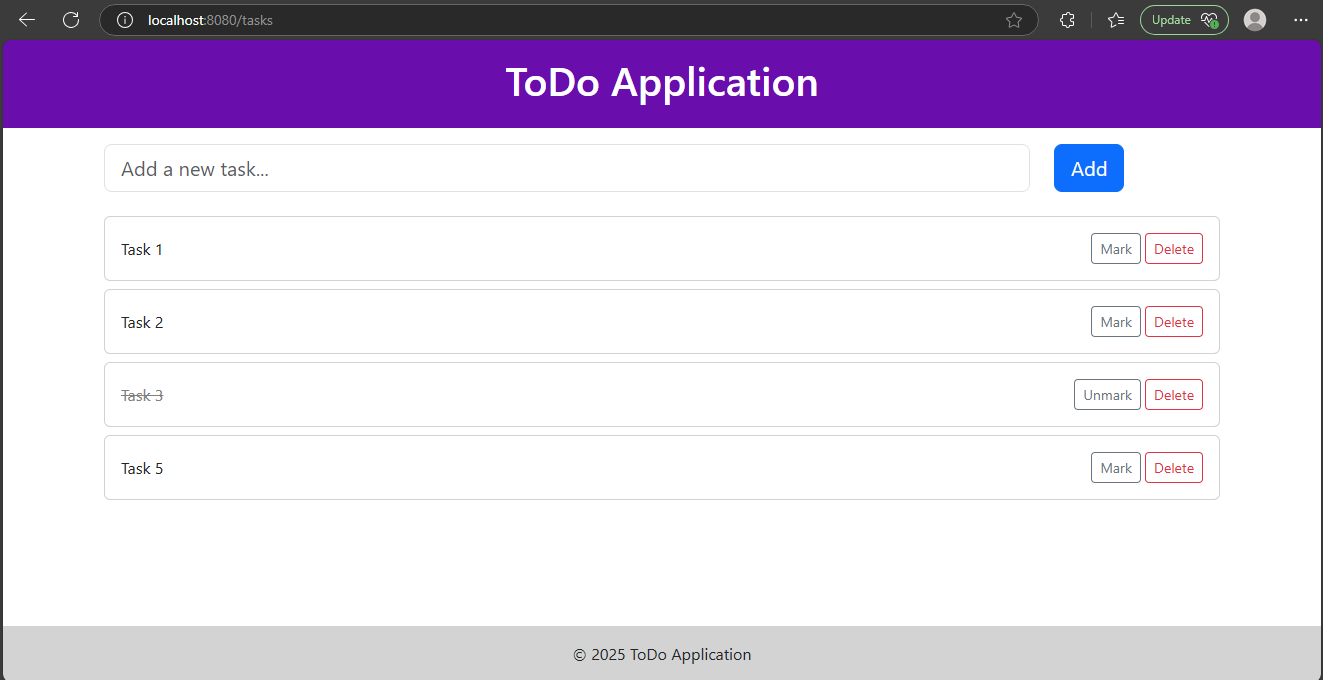 localhost:8080/tasks
Update
ToDo Application
Add a new task...
Add
Task 1
Mark
Delete
Task 2
Mark
Delete
Task 3
Unmark
Delete
Task 5
Mark
Delete
© 2025 ToDo Application